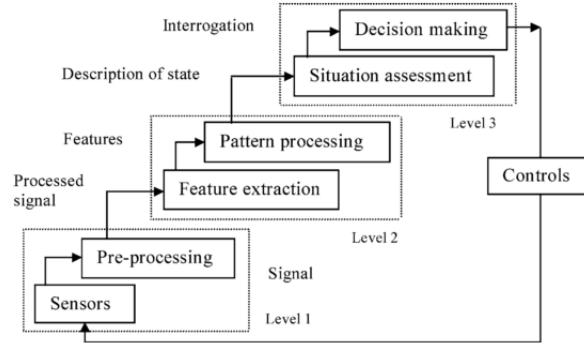 Interrogation
Decision making
Description of state
Situation assessment
Level 3
Features
Pattern processing
Processed
signal
Feature extraction
Controls
Level 2
Pre-processing
Signal
Sensors
Level 1